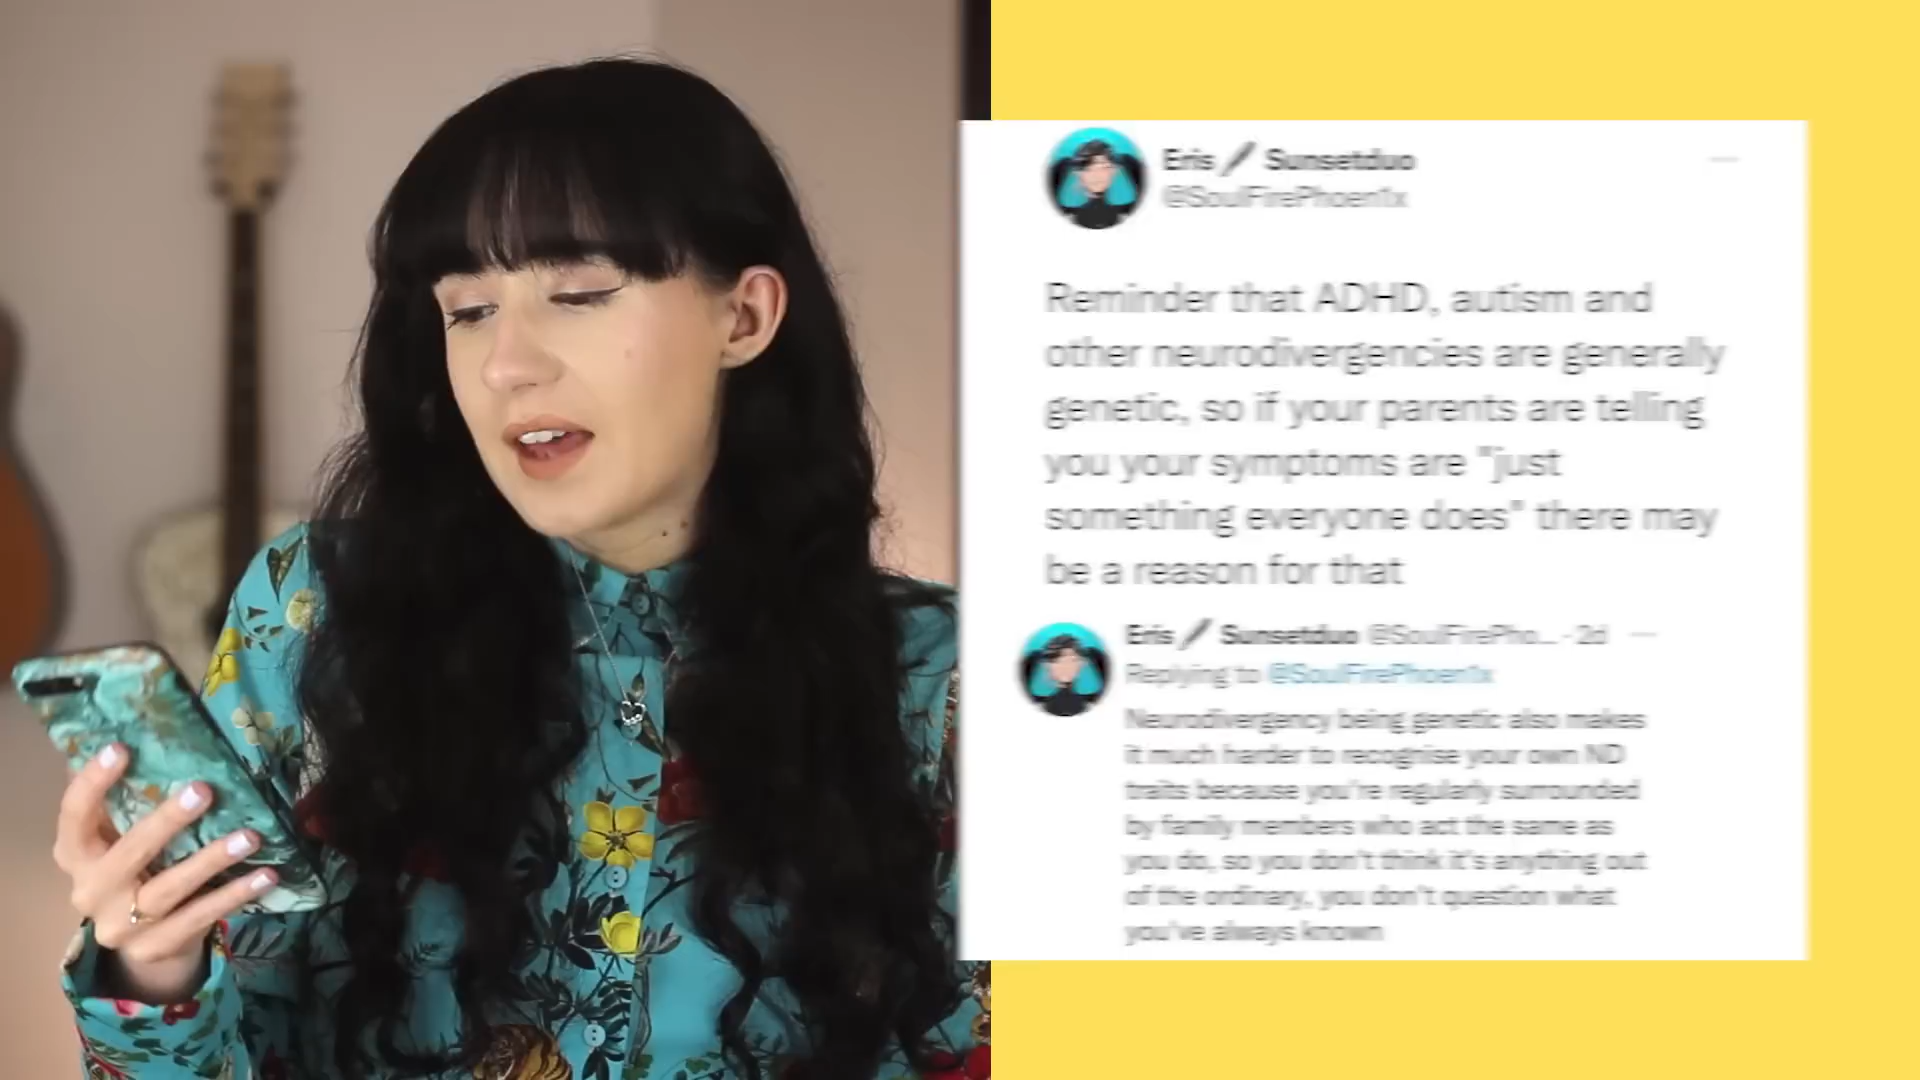 Eris Sunsetduo
@SoulFirePhoen1x
Reminder that ADHD, autism and
other neurodivergencies are generally
genetic, so if your parents are telling
you your symptoms are "just
something everyone does" there may
be a reason for that
Eris Sunsetduo @SoulFirePho... · 2d
Replying to @SoulFirePhoen1x
Neurodivergency being genetic also makes
it much harder to recognise your own ND
traits because you're regularly surrounded
by family members who act the same as
you do, so you don't think it's anything out
of the ordinary, you don't question what
you've always known